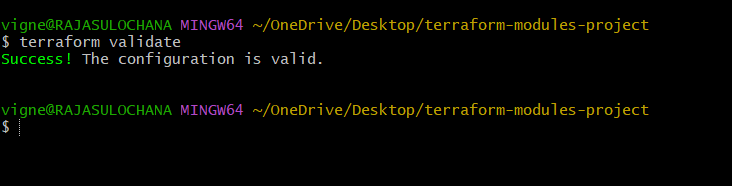 vigne@RAJASULOCHANA MINGW64 ~/OneDrive/Desktop/terraform-modules-project
$ terraform validate
Success! The configuration is valid.
vigne@RAJASULOCHANA MINGW64 ~/OneDrive/Desktop/terraform-modules-project
$